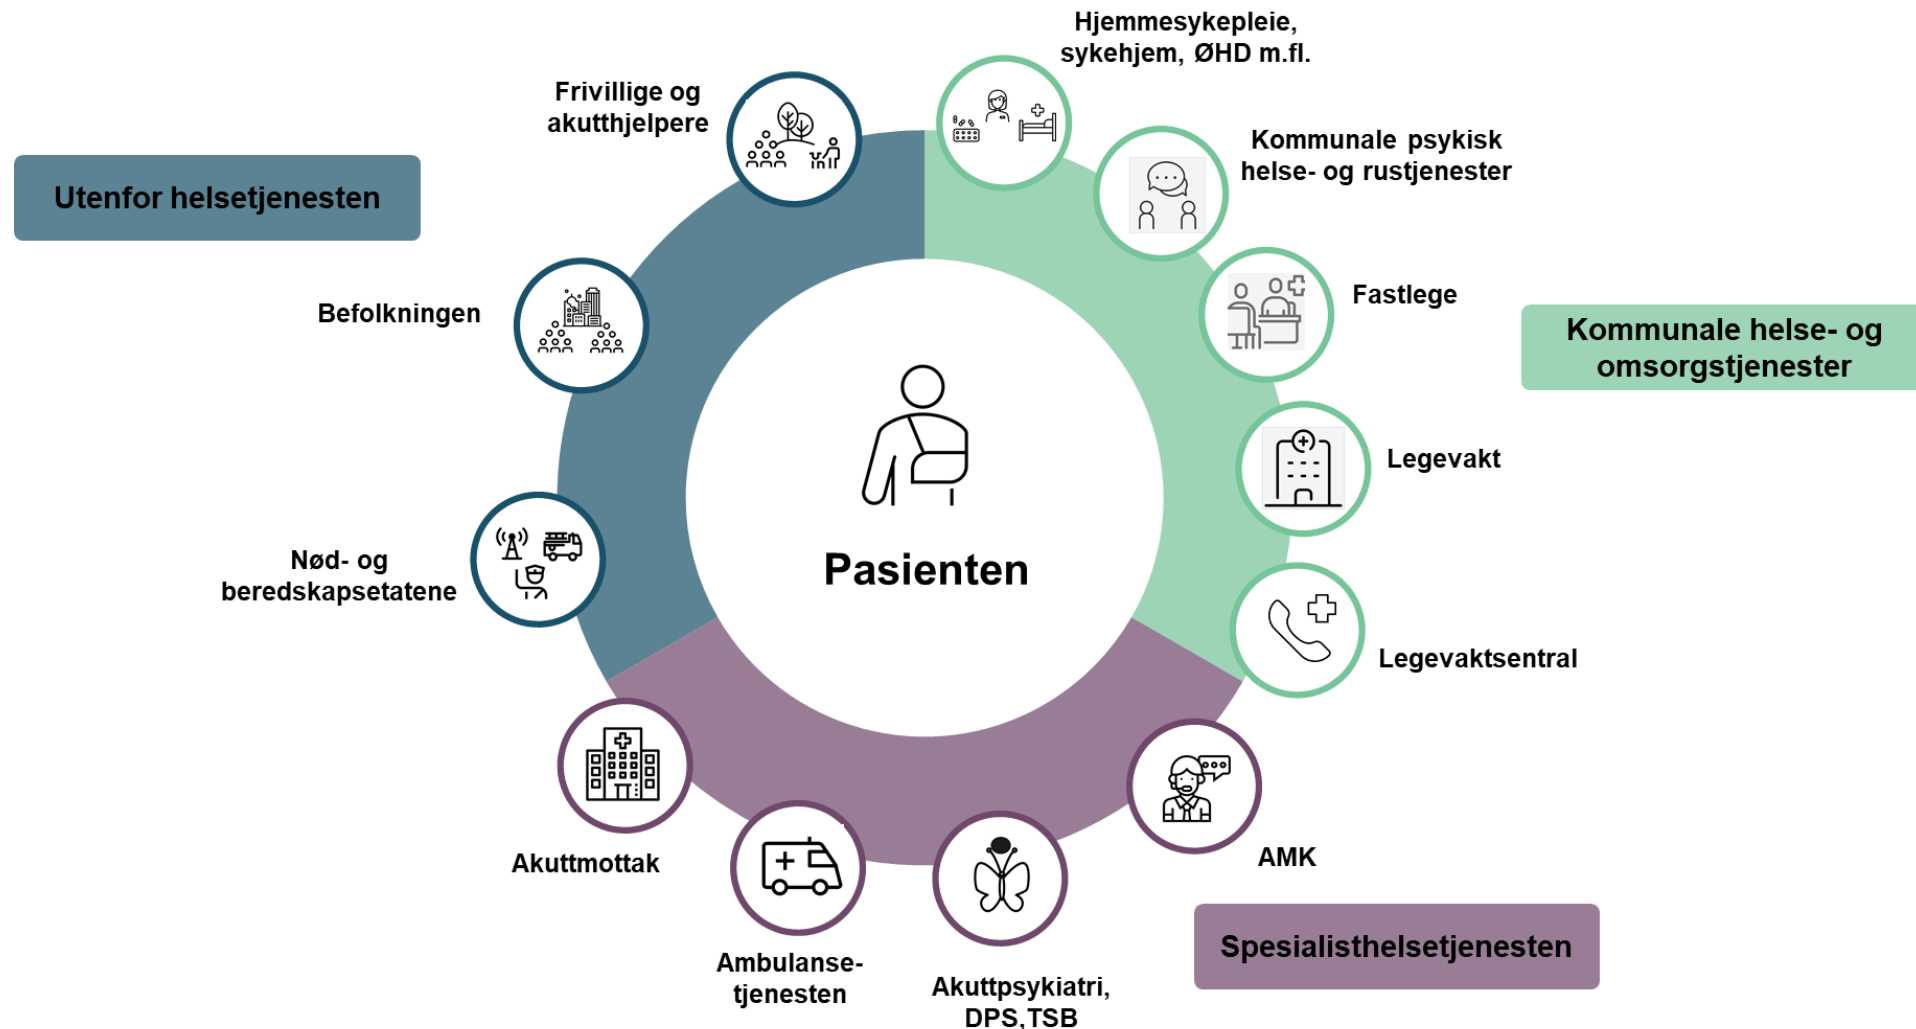 Hjemmesykepleie,
sykehjem, ØHD m.fl.
Frivillige og
akutthjelpere
Kommunale psykisk
helse- og rustjenester
Utenfor helsetjenesten
Fastlege
Befolkningen
Kommunale helse- og
omsorgstjenester
Legevakt
Pasienten
Nød- og
beredskapsetatene
Legevaktsentral
AMK
Akuttmottak
Spesialisthelsetjenesten
Ambulanse-
tjenesten
Akuttpsykiatri,
DPS,TSB